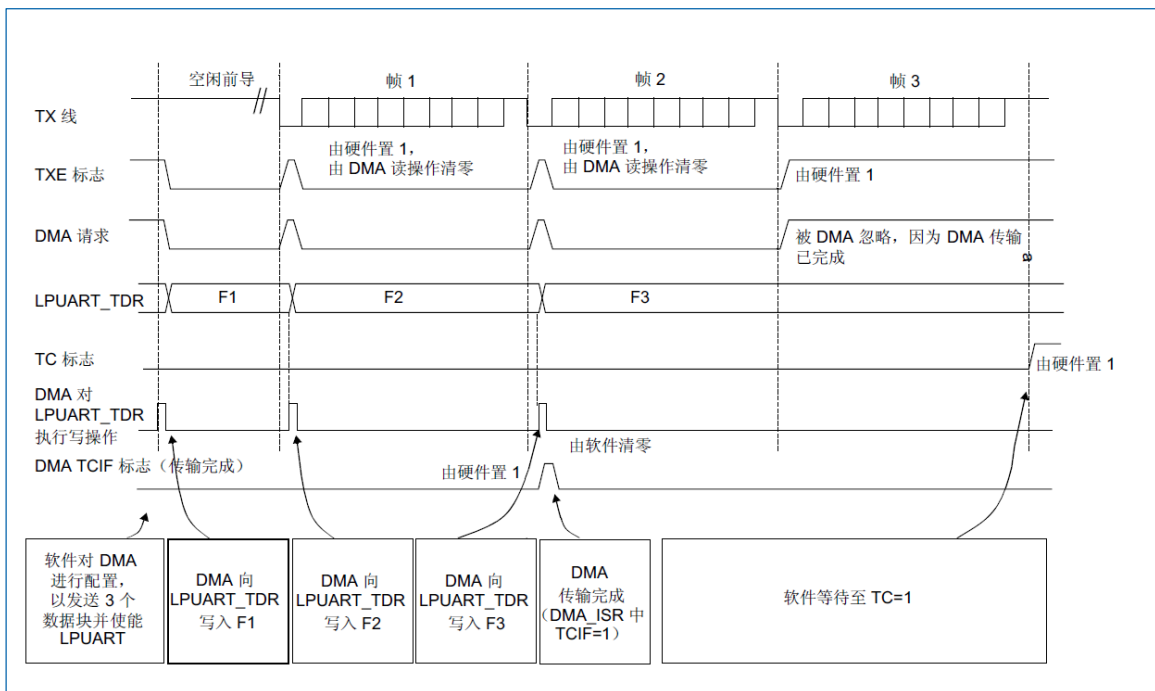 空闲前导
帧 1
帧 2
帧 3
TX 线
由硬件置 1，
由 DMA 读操作清零
由硬件置 1，
由 DMA 读操作清零
TXE 标志
由硬件置 1
DMA 请求
被 DMA 忽略，因为 DMA 传输
已完成
a
LPUART_TDR
F1
F2
F3
TC 标志
由硬件置 1
DMA 对
LPUART_TDR
执行写操作
由软件清零
DMA TCIF 标志（传输完成）
由硬件置 1
软件对 DMA
进行配置，
以发送 3 个
数据块并使能
LPUART
DMA 向
LPUART_TDR
写入 F1
DMA 向
LPUART_TDR
写入 F2
DMA 向
LPUART_TDR
写入 F3
DMA
传输完成
（DMA_ISR 中
TCIF=1）
软件等待至 TC=1